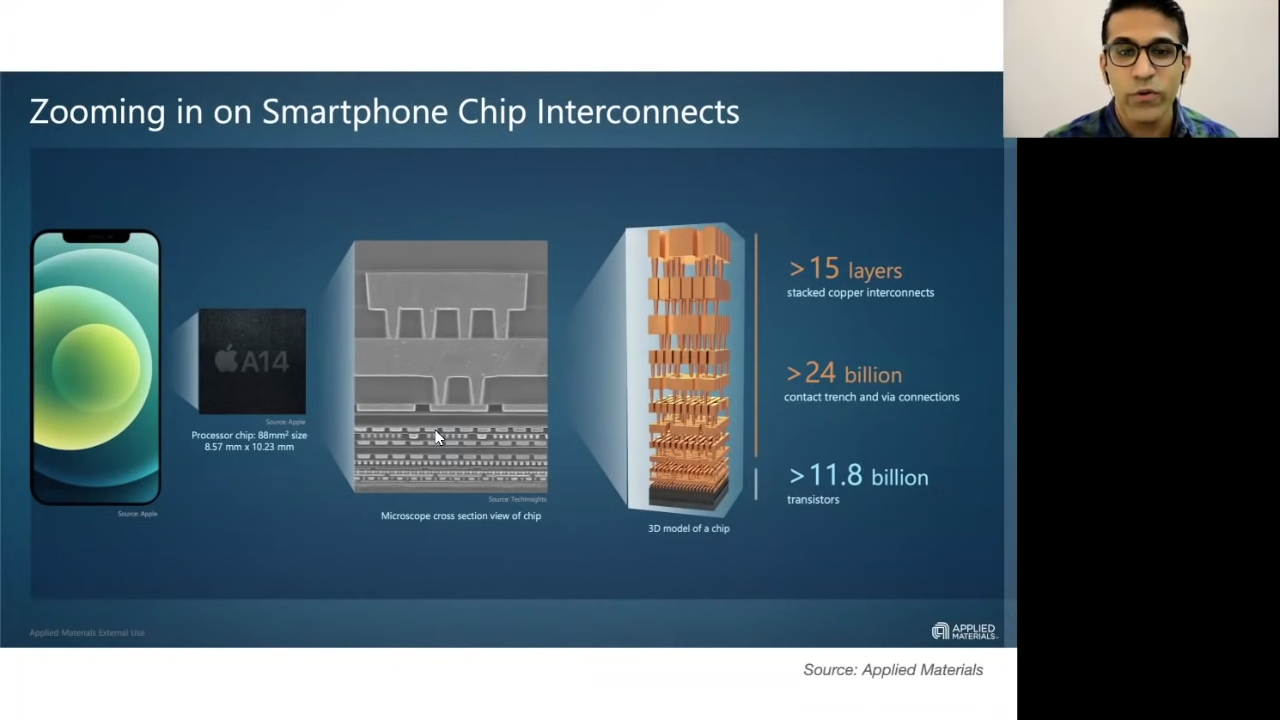 Zooming in on Smartphone Chip Interconnects
A14
Source: Apple
Processor chip: 88mm² size
8.57 mm x 10.23 mm
Source: Apple
Source: TechInsights
Microscope cross section view of chip
3D model of a chip
>15 layers
stacked copper interconnects
>24 billion
contact trench and via connections
>11.8 billion
transistors
Applied Materials External Use
APPLIED
MATERIALS
Source: Applied Materials